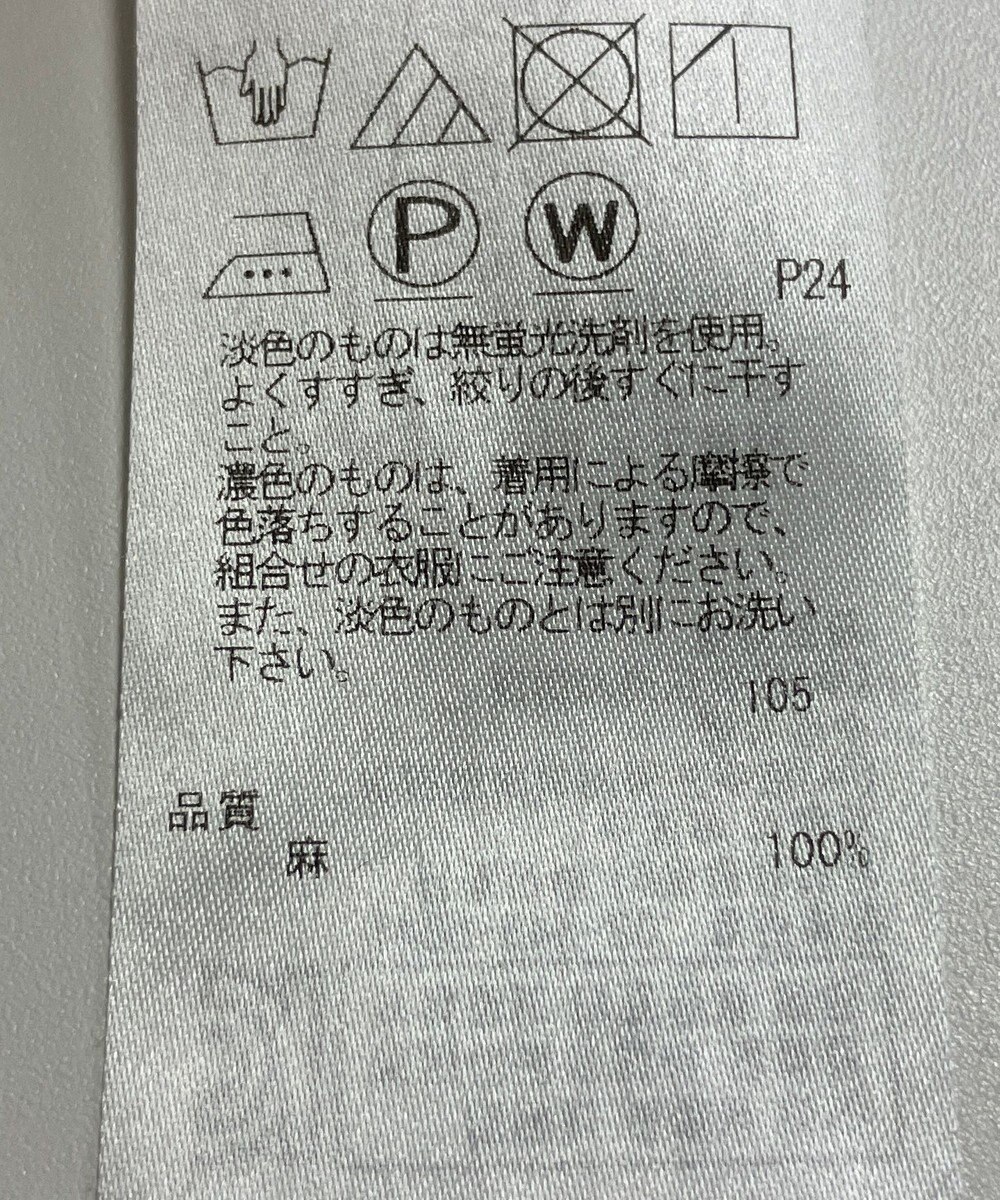 P
W
P24
淡色のものは無蛍光洗剤を使用。
よくすすぎ、絞りの後すぐに干す
こと。
濃色のものは、着用による摩擦で
色落ちすることがありますので、
組合せの衣服にご注意ください。
また、淡色のものとは別にお洗い
下さい。
I05
品質
麻 100%